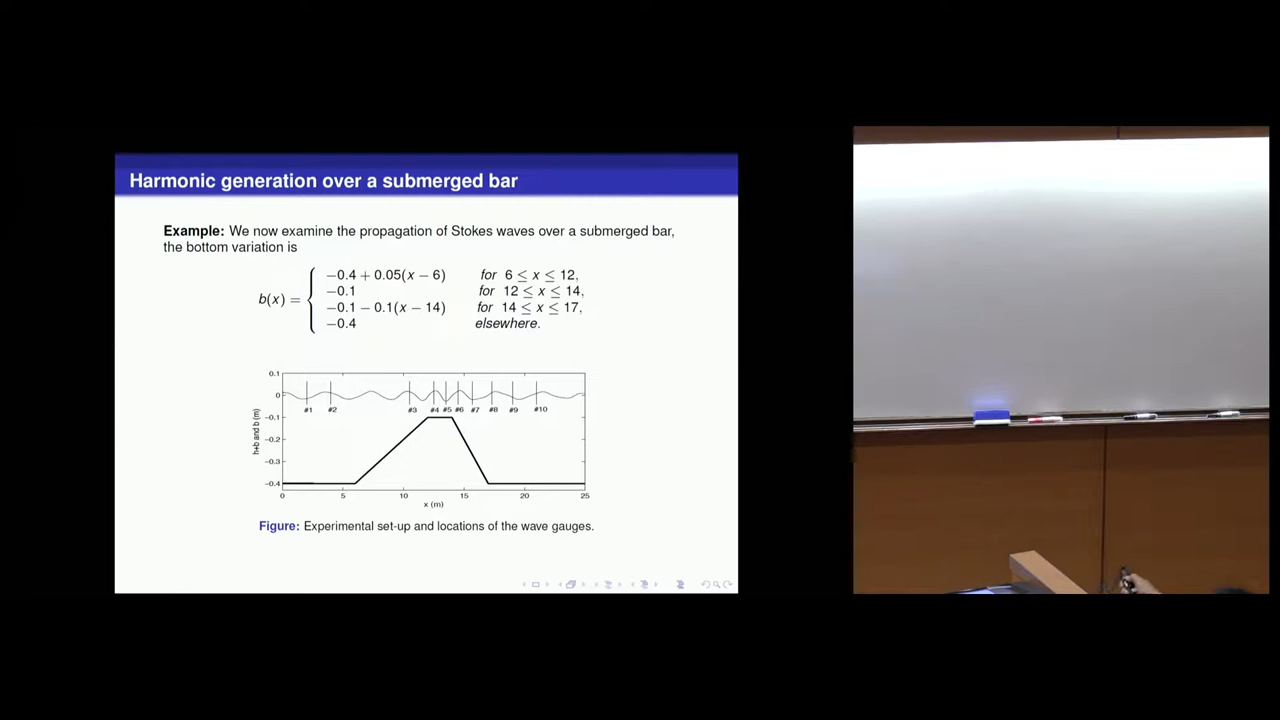 Harmonic generation over a submerged bar
Example: We now examine the propagation of Stokes waves over a submerged bar,
the bottom variation is
b(x) = { −0.4 + 0.05(x − 6) for 6 ≤ x ≤ 12,
−0.1 for 12 ≤ x ≤ 14,
−0.1 − 0.1(x − 14) for 14 ≤ x ≤ 17,
−0.4 elsewhere.
0.1
0
#1 #2 #3 #4 #5 #6 #7 #8 #9 #10
−0.1
−0.2
−0.3
−0.4
h+b and b (m)
0 5 10 15 20 25
x (m)
Figure: Experimental set-up and locations of the wave gauges.